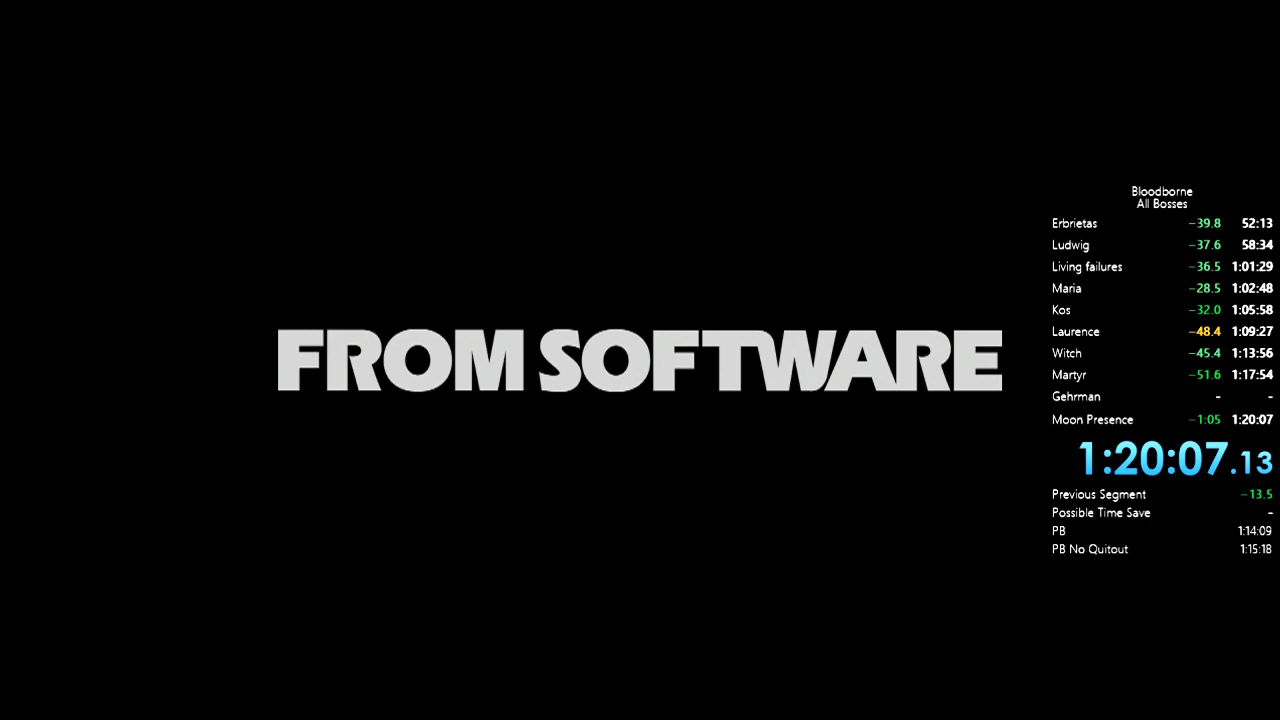 FROM SOFTWARE
Bloodborne
All Bosses
Erbrietas −39.8 52:13
Ludwig −37.6 58:34
Living failures −36.5 1:01:29
Maria −28.5 1:02:48
Kos −32.0 1:05:58
Laurence −48.4 1:09:27
Witch −45.4 1:13:56
Martyr −51.6 1:17:54
Gehrman - -
Moon Presence −1:05 1:20:07
1:20:07.13
Previous Segment −13.5
Possible Time Save -
PB 1:14:09
PB No Quitout 1:15:18